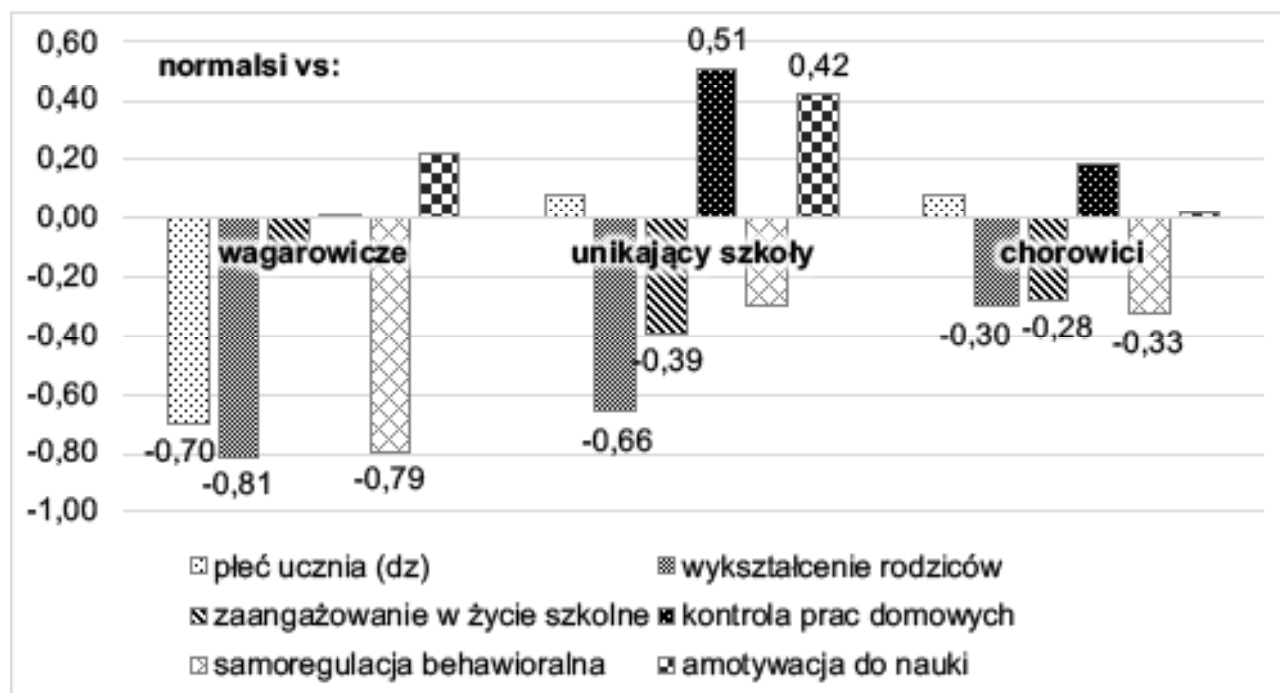 0,60
0,40
0,20
0,00
-0,20
-0,40
-0,60
-0,80
-1,00
normalsi vs:
0,51
0,42
wagarowicze
unikający szkoły
chorowici
-0,70
-0,81
-0,79
-0,66
-0,39
-0,30
-0,28
-0,33
płeć ucznia (dz)
wykształcenie rodziców
zaangażowanie w życie szkolne
kontrola prac domowych
samoregulacja behawioralna
amotywacja do nauki